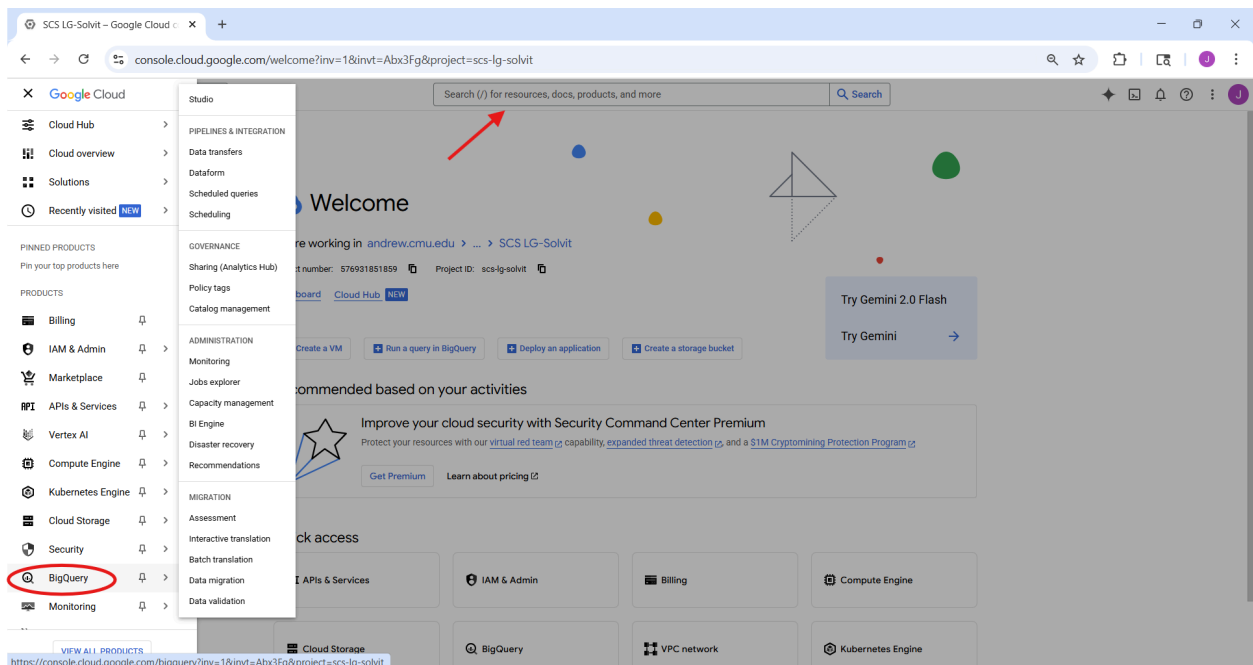 SCS LG-Solvit – Google Cloud c
console.cloud.google.com/welcome?inv=1&invt=Abx3Fg&project=scs-lg-solvit
J
Google Cloud
Search (/) for resources, docs, products, and more
Search
J
Cloud Hub
Cloud overview
Solutions
Recently visited NEW
PINNED PRODUCTS
Pin your top products here
PRODUCTS
Billing
IAM & Admin
Marketplace
API APIs & Services
Vertex AI
Compute Engine
Kubernetes Engine
Cloud Storage
Security
BigQuery
Monitoring
VIEW ALL PRODUCTS
https://console.cloud.google.com/bigquery?inv=1&invt=Abx3Fg&project=scs-lg-solvit
Studio
PIPELINES & INTEGRATION
Data transfers
Dataform
Scheduled queries
Scheduling
GOVERNANCE
Sharing (Analytics Hub)
Policy tags
Catalog management
ADMINISTRATION
Monitoring
Jobs explorer
Capacity management
BI Engine
Disaster recovery
Recommendations
MIGRATION
Assessment
Interactive translation
Batch translation
Data migration
Data validation
Welcome
re working in andrew.cmu.edu > ... > SCS LG-Solvit
ct number: 576931851859 Project ID: scs-lg-solvit
board Cloud Hub NEW
Try Gemini 2.0 Flash
Try Gemini
Create a VM Run a query in BigQuery Deploy an application Create a storage bucket
ommended based on your activities
Improve your cloud security with Security Command Center Premium
Protect your resources with our virtual red team capability, expanded threat detection, and a $1M Cryptomining Protection Program
Get Premium Learn about pricing
ck access
I APIs & Services IAM & Admin Billing Compute Engine
Cloud Storage BigQuery VPC network Kubernetes Engine